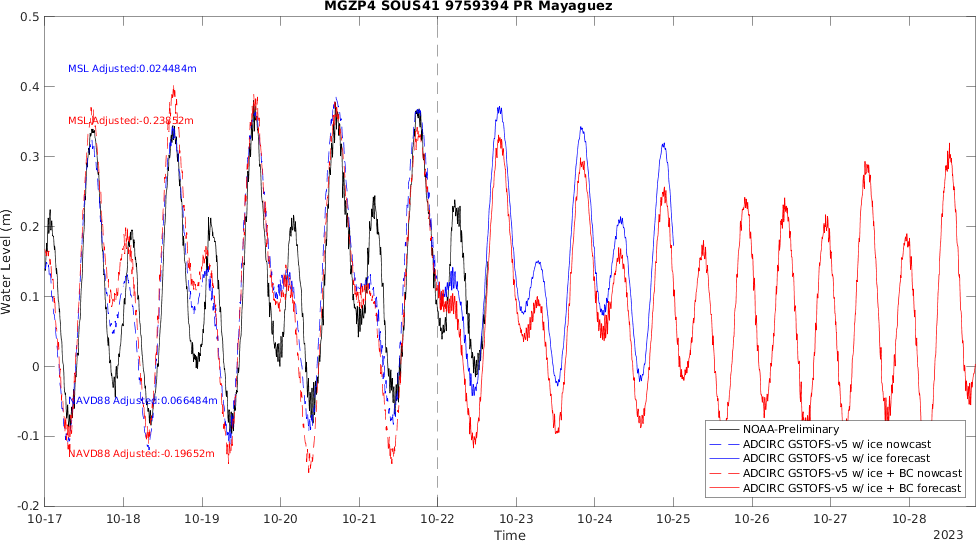 MGZP4 SOUS41 9759394 PR Mayaguez
0.5
MSL Adjusted:0.024484m
0.4
MSL Adjusted:-0.23852m
0.3
0.2
Water Level (m)
0.1
0
NAVD88 Adjusted:0.066484m
-0.1
NAVD88 Adjusted:-0.19652m
-0.2
NOAA-Preliminary
ADCIRC GSTOFS-v5 w/ ice nowcast
ADCIRC GSTOFS-v5 w/ ice forecast
ADCIRC GSTOFS-v5 w/ ice + BC nowcast
ADCIRC GSTOFS-v5 w/ ice + BC forecast
10-17 10-18 10-19 10-20 10-21 10-22 10-23 10-24 10-25 10-26 10-27 10-28
Time
2023